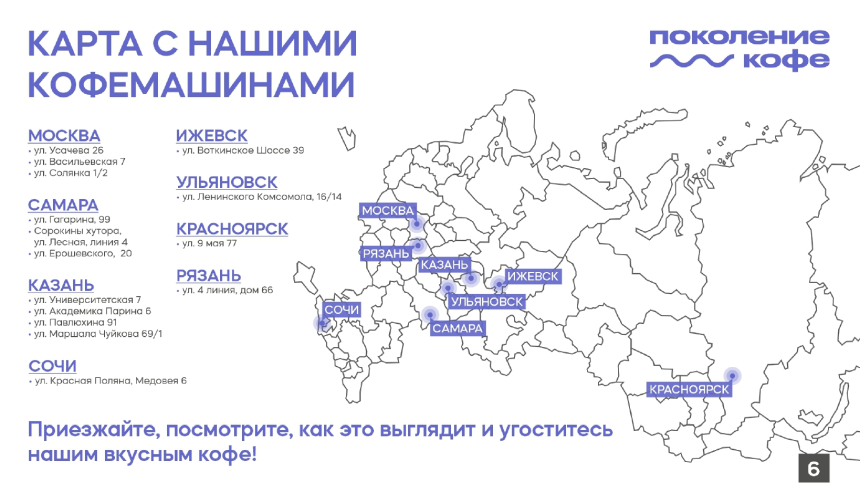 КАРТА С НАШИМИ
КОФЕМАШИНАМИ
поколение
кофе
МОСКВА
• ул. Усачева 26
• ул. Васильевская 7
• ул. Солянка 1/2
САМАРА
• ул. Гагарина, 99
• Сорокины хутора,
ул. Лесная, линия 4
• ул. Ерошевского, 20
КАЗАНЬ
• ул. Университетская 7
• ул. Академика Парина 6
• ул. Павлюхина 91
• ул. Маршала Чуйкова 69/1
СОЧИ
• ул. Красная Поляна, Медовея 6
ИЖЕВСК
• ул. Воткинское Шоссе 39
УЛЬЯНОВСК
• ул. Ленинского Комсомола, 16/14
КРАСНОЯРСК
• ул. 9 мая 77
РЯЗАНЬ
• ул. 4 линия, дом 66
МОСКВА
РЯЗАНЬ
КАЗАНЬ
ИЖЕВСК
УЛЬЯНОВСК
СОЧИ
САМАРА
КРАСНОЯРСК
Приезжайте, посмотрите, как это выглядит и угоститесь
нашим вкусным кофе!
6